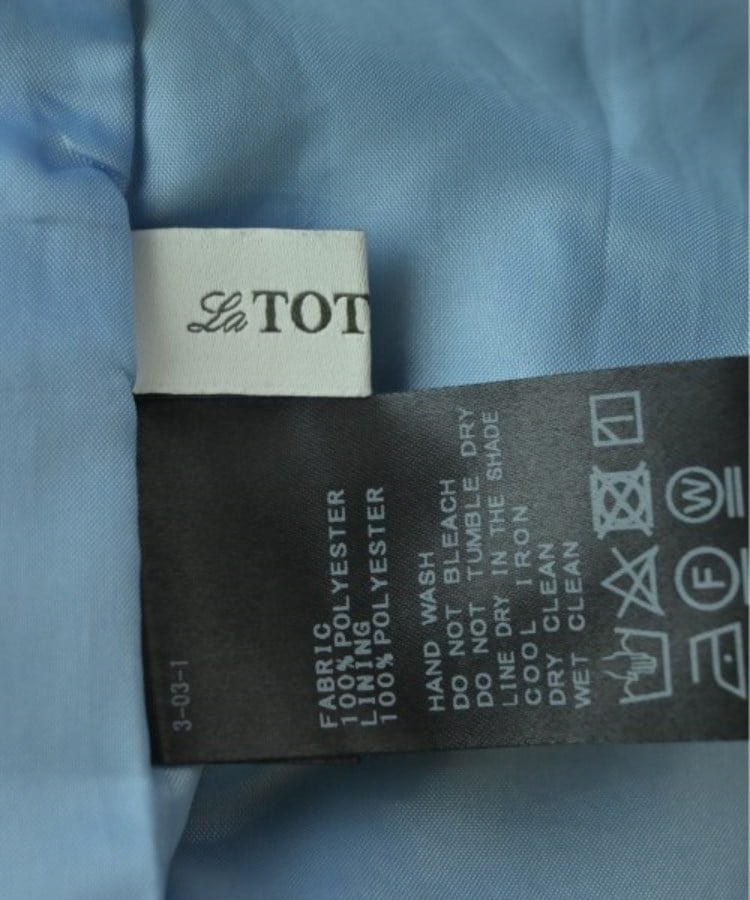 La TOT
FABRIC
100% POLYESTER
LINING
100% POLYESTER
HAND WASH
DO NOT BLEACH
DO NOT TUMBLE DRY
LINE DRY IN THE SHADE
COOL IRON
DRY CLEAN
WET CLEAN
W
F
3-03-1